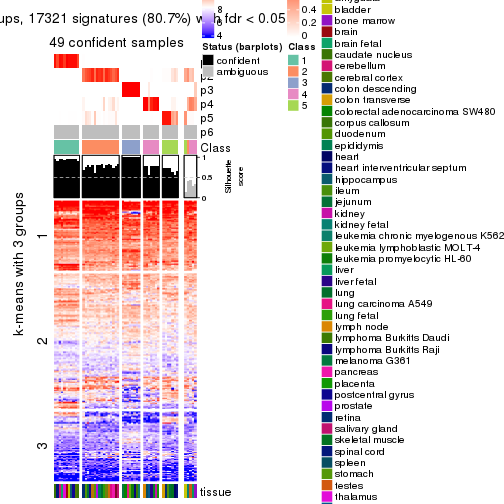 ups, 17321 signatures (80.7%) with fdr < 0.05
49 confident samples
p3
p4
p5
p6
Class
1
0.5
0
Silhouette
score
k-means with 3 groups
1
2
3
tissue
8
6
4
Status (barplots)
confident
ambiguous
0.4
0.2
0
Class
1
2
3
4
5
bladder
bone marrow
brain
brain fetal
caudate nucleus
cerebellum
cerebral cortex
colon descending
colon transverse
colorectal adenocarcinoma SW480
corpus callosum
duodenum
epididymis
heart
heart interventricular septum
hippocampus
ileum
jejunum
kidney
kidney fetal
leukemia chronic myelogenous K562
leukemia lymphoblastic MOLT-4
leukemia promyelocytic HL-60
liver
liver fetal
lung
lung carcinoma A549
lung fetal
lymph node
lymphoma Burkitts Daudi
lymphoma Burkitts Raji
melanoma G361
pancreas
placenta
postcentral gyrus
prostate
retina
salivary gland
skeletal muscle
spinal cord
spleen
stomach
testes
thalamus